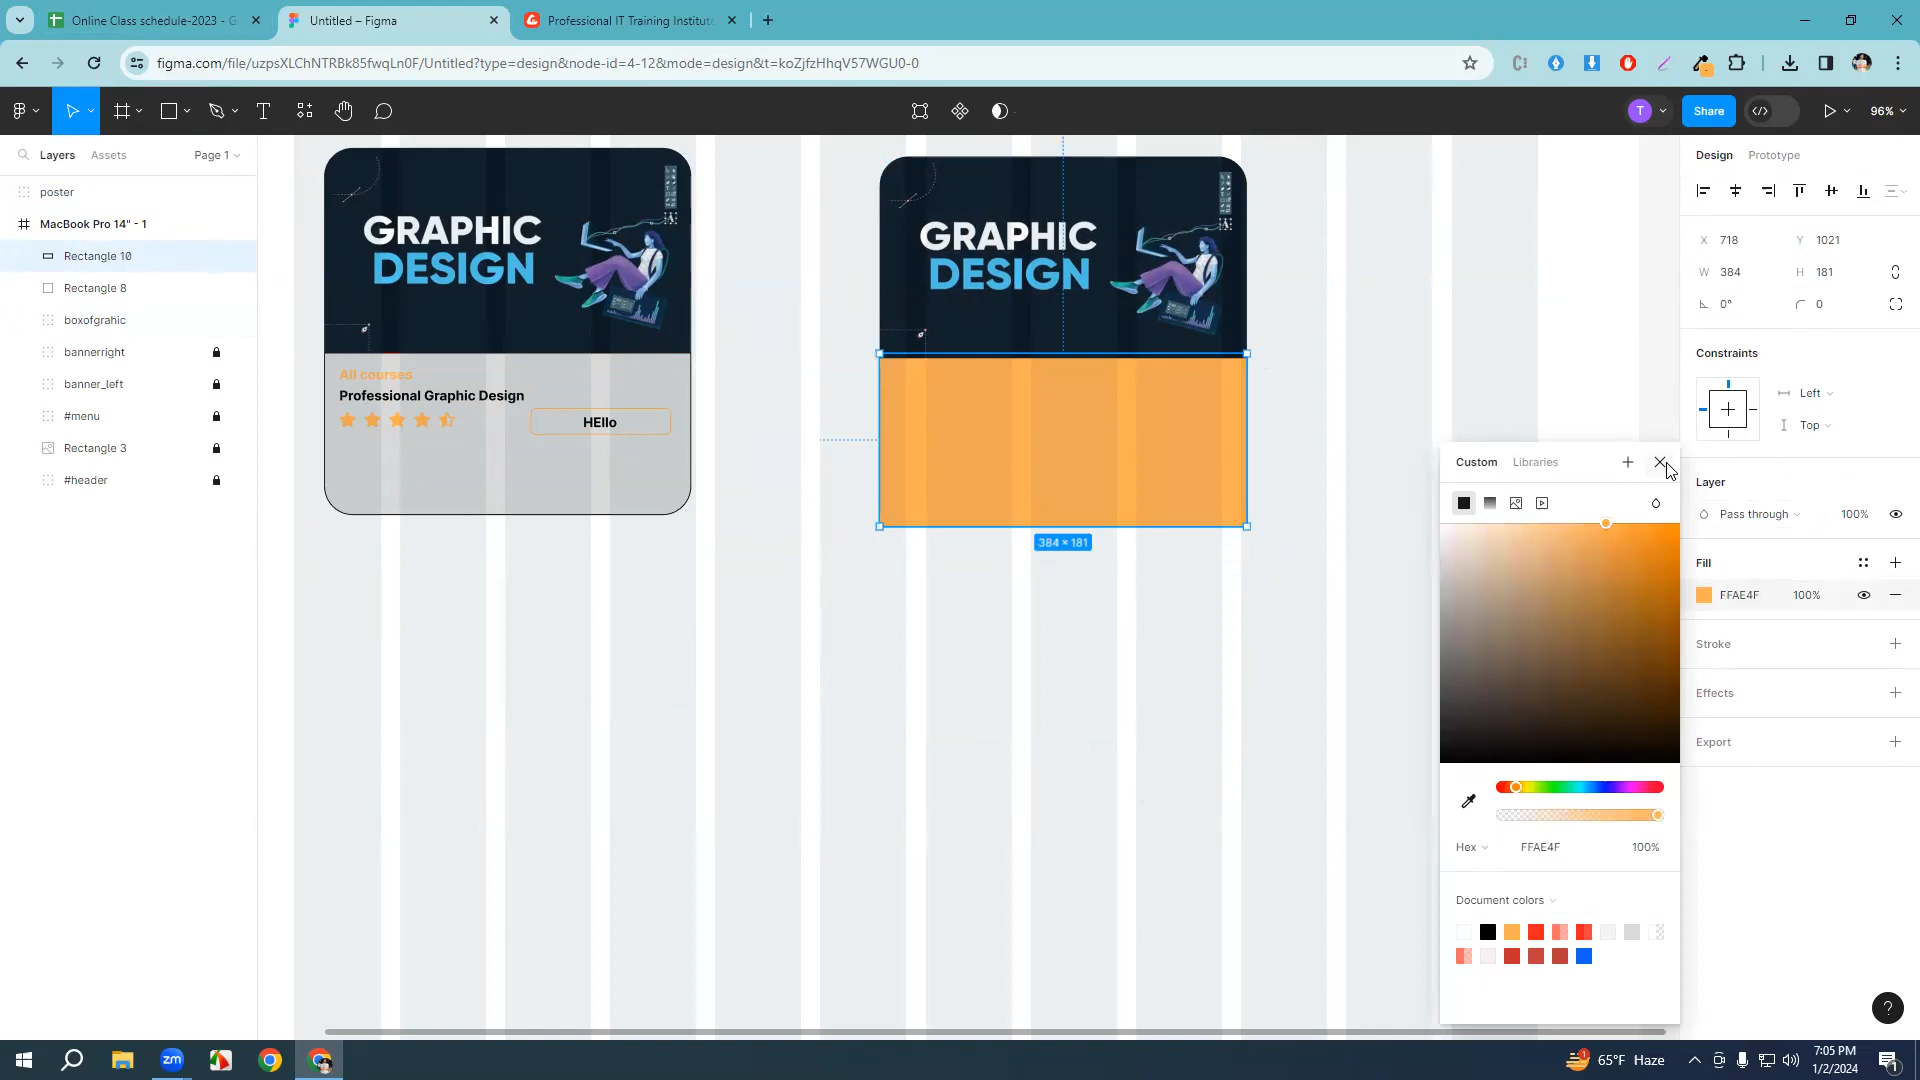 Online Class schedule-2023 - G
Untitled – Figma
Professional IT Training Institute
figma.com/file/uzpsXLChNTRBk85fwqLn0F/Untitled?type=design&node-id=4-12&mode=design&t=koZjfzHhqV57WGU0-0
T
Share
96%
Layers
Assets
Page 1
poster
MacBook Pro 14" - 1
Rectangle 10
Rectangle 8
boxofgrahic
bannerright
banner_left
#menu
Rectangle 3
#header
GRAPHIC
DESIGN
All courses
Professional Graphic Design
HEllo
GRAPHIC
DESIGN
384 × 181
Custom
Libraries
Hex
FFAE4F
100%
Document colors
Design
Prototype
X 718
Y 1021
W 384
H 181
0°
0
Constraints
Left
Top
Layer
Pass through
100%
Fill
FFAE4F
100%
Stroke
Effects
Export
?
zm
65°F Haze
7:05 PM
1/2/2024